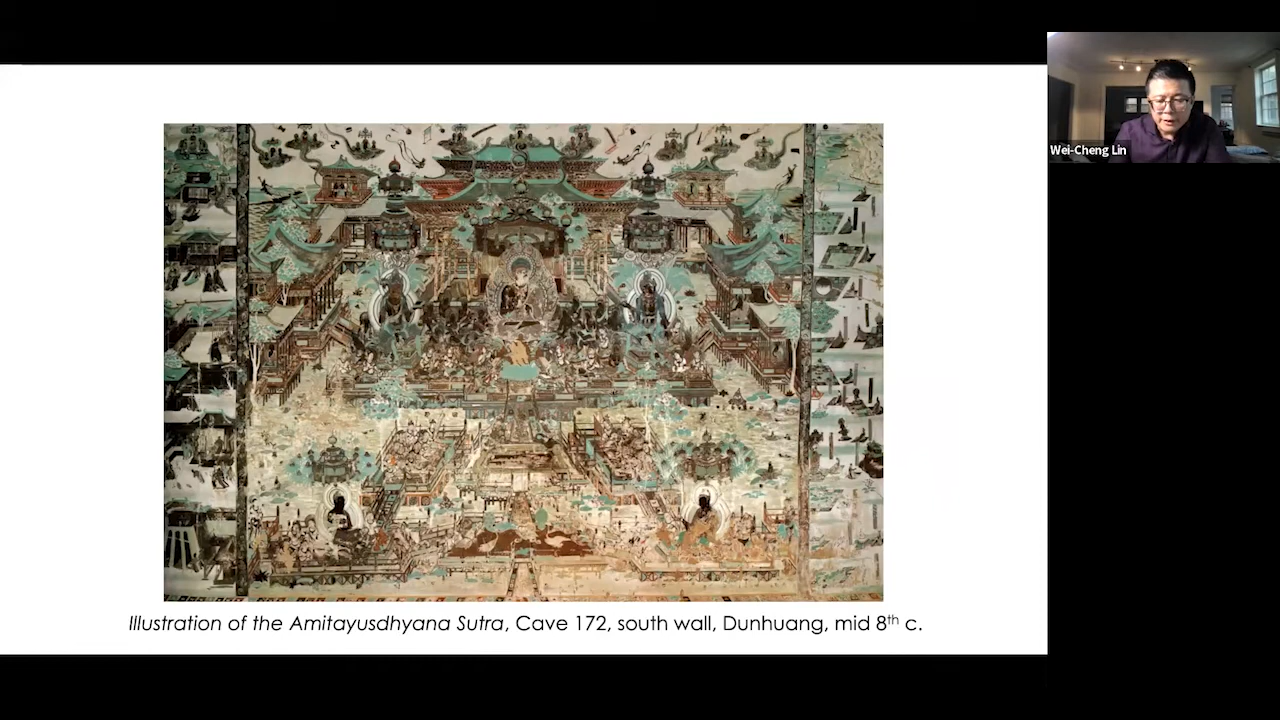 Wei-Cheng Lin
Illustration of the Amitayusdhyana Sutra, Cave 172, south wall, Dunhuang, mid 8th c.